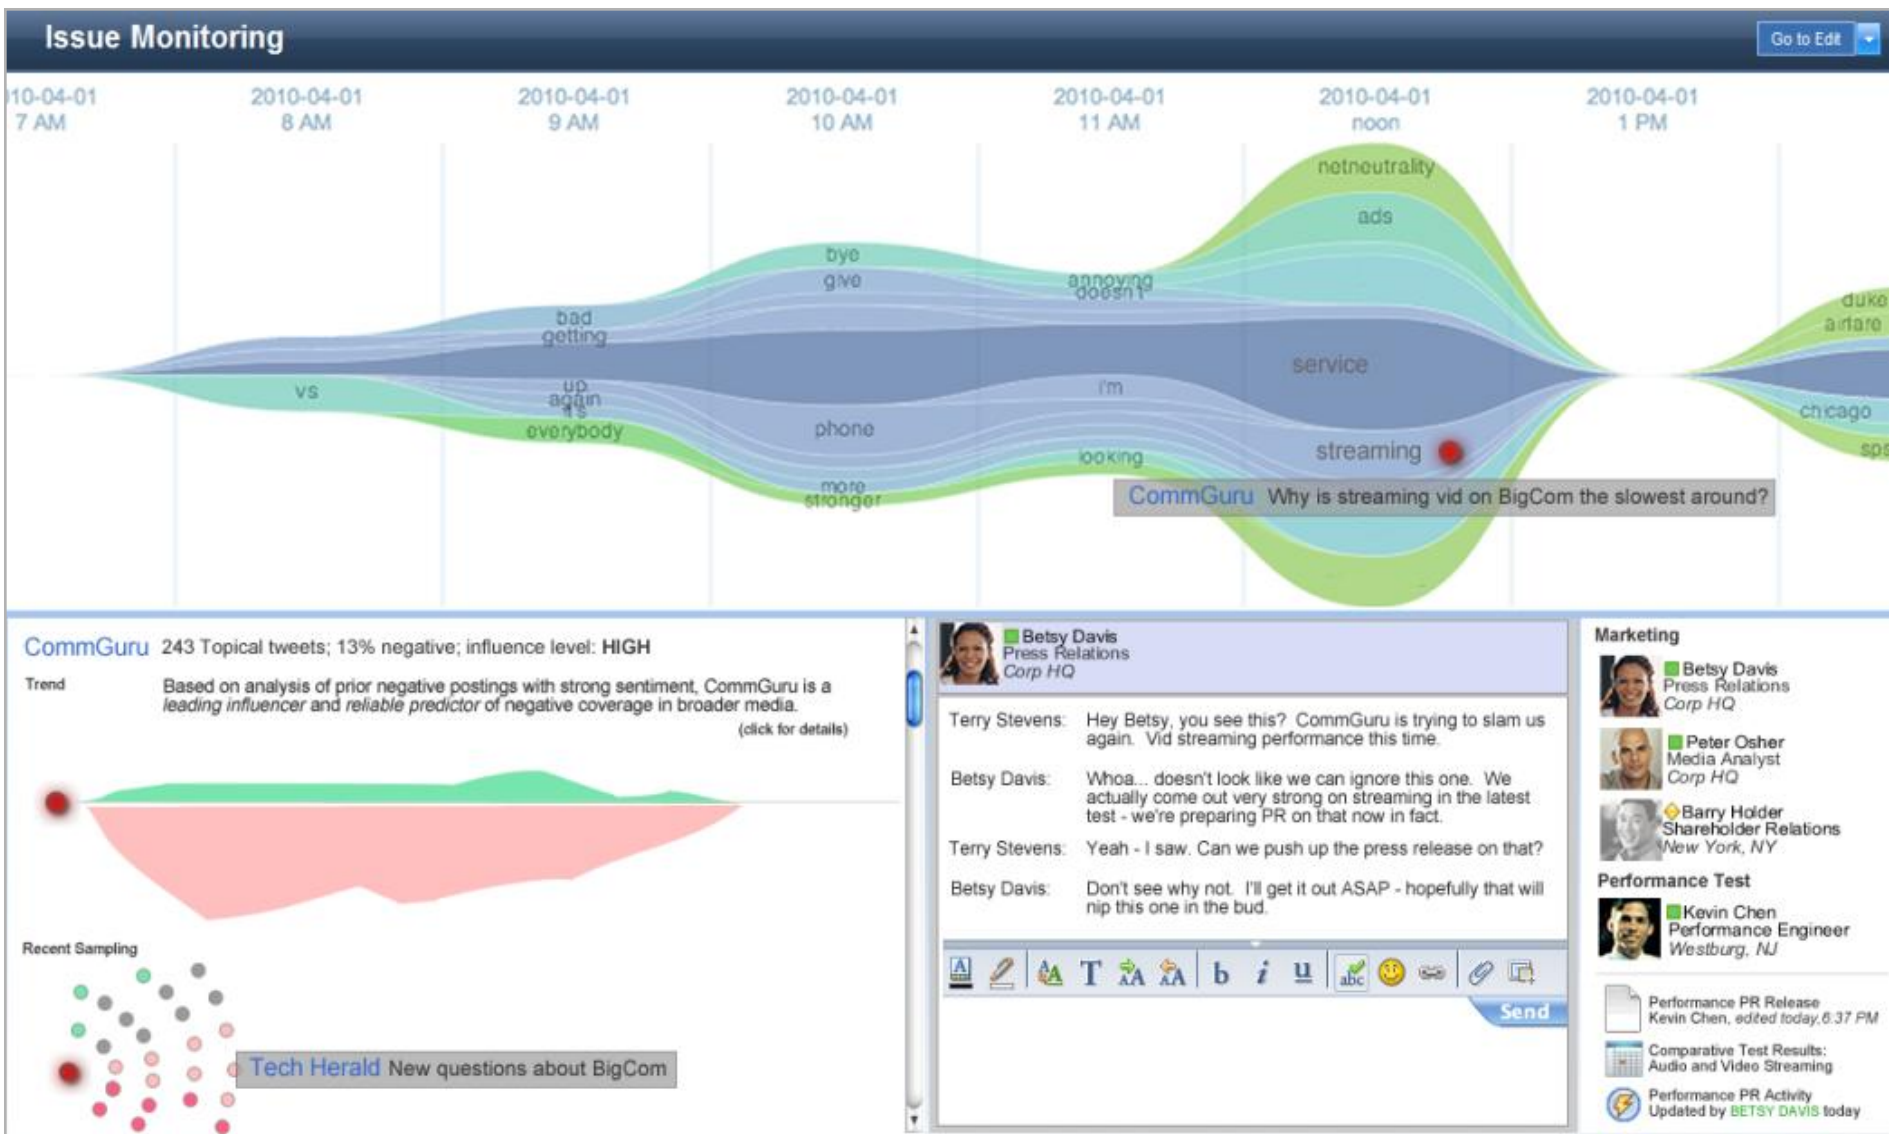 Issue Monitoring
Go to Edit
10-04-01 2010-04-01 2010-04-01 2010-04-01 2010-04-01 2010-04-01 2010-04-01
7 AM 8 AM 9 AM 10 AM 11 AM noon 1 PM
netneutrality
ads
bye
give
annoying
doesn't
duke
airfare
bad
getting
service
vs
up
again
everybody
i'm
phone
chicago
streaming
looking
sps
more
stronger
CommGuru Why is streaming vid on BigCom the slowest around?
CommGuru 243 Topical tweets; 13% negative; influence level: HIGH
Trend
Based on analysis of prior negative postings with strong sentiment, CommGuru is a
leading influencer and reliable predictor of negative coverage in broader media.
(click for details)
Recent Sampling
Tech Herald New questions about BigCom
Betsy Davis
Press Relations
Corp HQ
Terry Stevens: Hey Betsy, you see this? CommGuru is trying to slam us
again. Vid streaming performance this time.
Betsy Davis: Whoa... doesn't look like we can ignore this one. We
actually come out very strong on streaming in the latest
test - we're preparing PR on that now in fact.
Terry Stevens: Yeah - I saw. Can we push up the press release on that?
Betsy Davis: Don't see why not. I'll get it out ASAP - hopefully that will
nip this one in the bud.
A A A T A A A A b i u abc
Send
Marketing
Betsy Davis
Press Relations
Corp HQ
Peter Osher
Media Analyst
Corp HQ
Barry Holder
Shareholder Relations
New York, NY
Performance Test
Kevin Chen
Performance Engineer
Westburg, NJ
Performance PR Release
Kevin Chen, edited today, 6:37 PM
Comparative Test Results:
Audio and Video Streaming
Performance PR Activity
Updated by BETSY DAVIS today